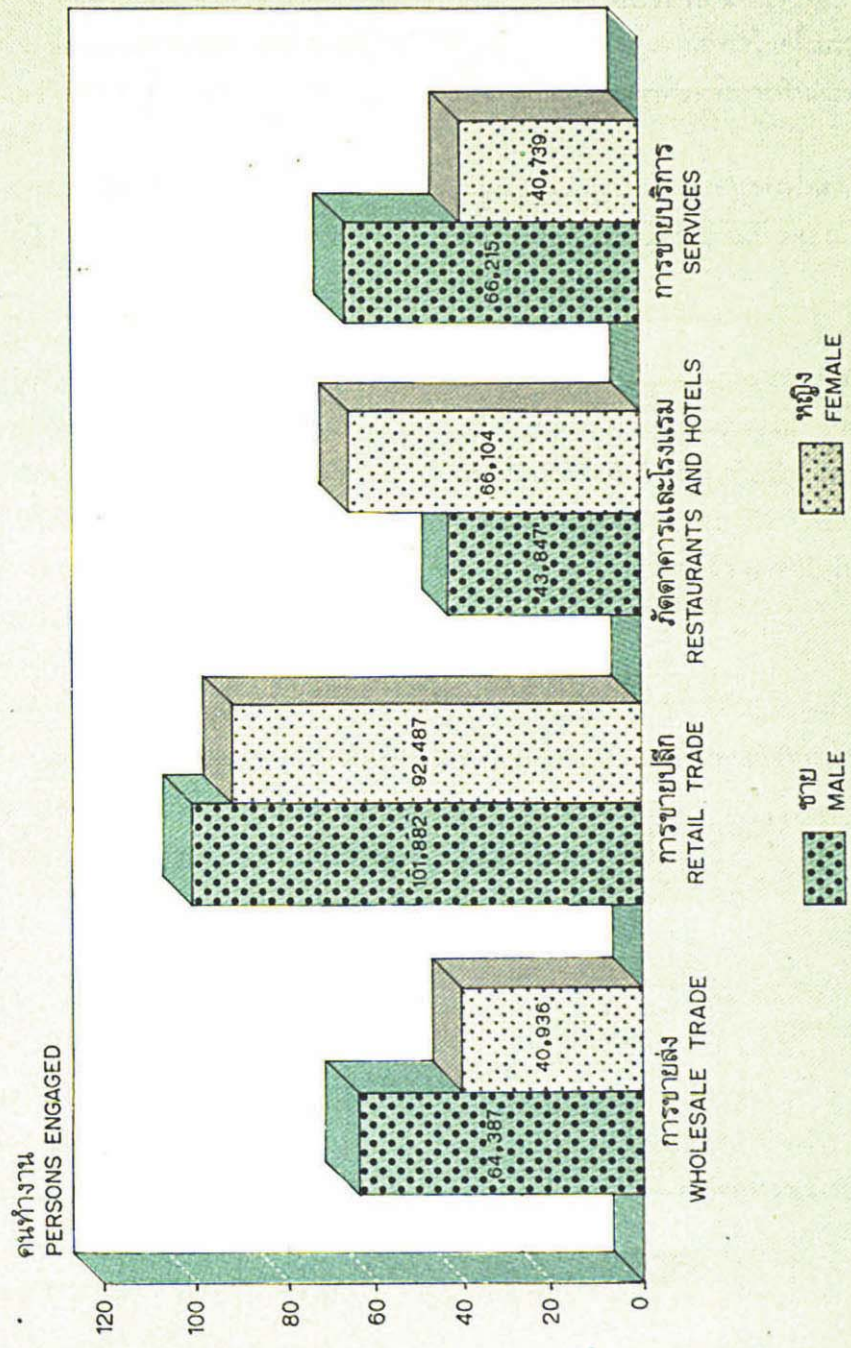 คนทำงาน
PERSONS ENGAGED
120
100
80
60
40
20
0
64,387
40,936
101,882
92,487
43,847
66,104
66,215
40,739
การขายส่ง
WHOLESALE TRADE
การขายปลีก
RETAIL TRADE
ภัตตาคารและโรงแรม
RESTAURANTS AND HOTELS
การขายบริการ
SERVICES
ชาย
MALE
หญิง
FEMALE